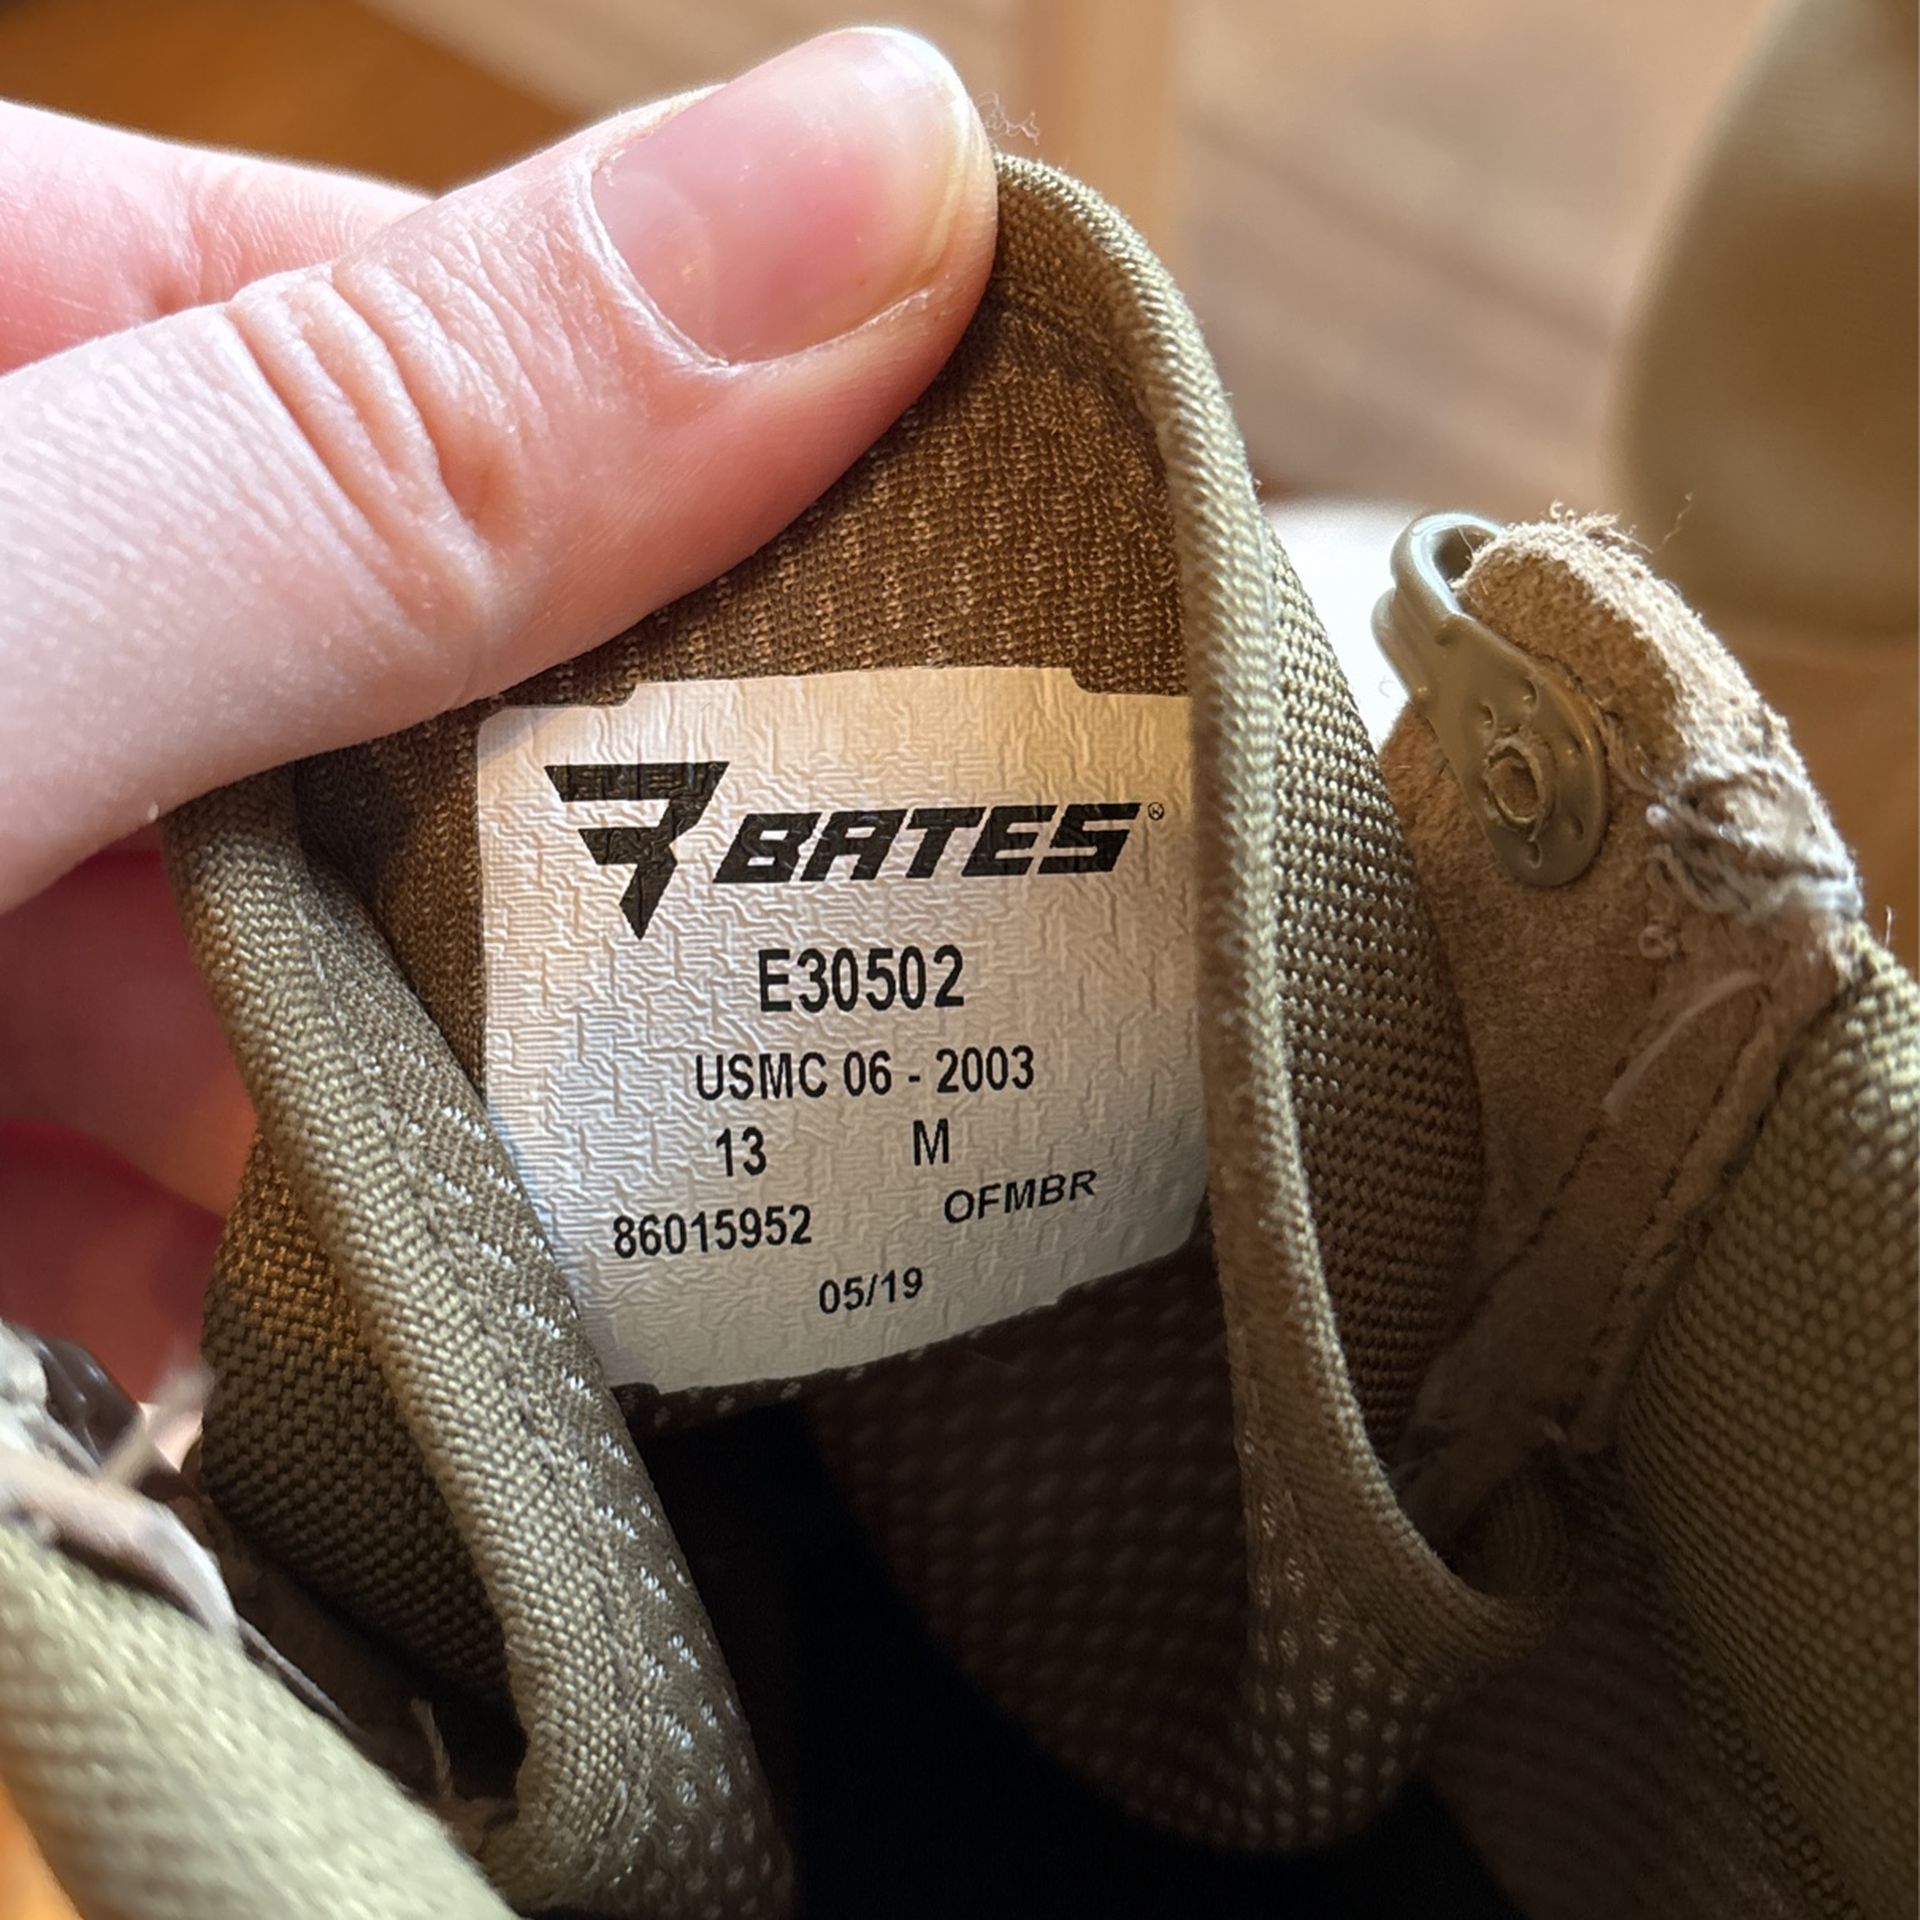 BATES®
E30502
USMC 06 - 2003
13 M
86015952 OFMBR
05/19